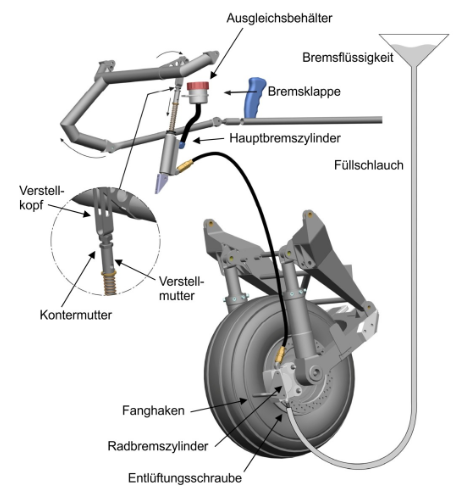 Ausgleichsbehälter
Bremsflüssigkeit
Bremsklappe
Hauptbremszylinder
Füllschlauch
Verstell-
kopf
Verstell-
mutter
Kontermutter
Fanghaken
Radbremszylinder
Entlüftungsschraube